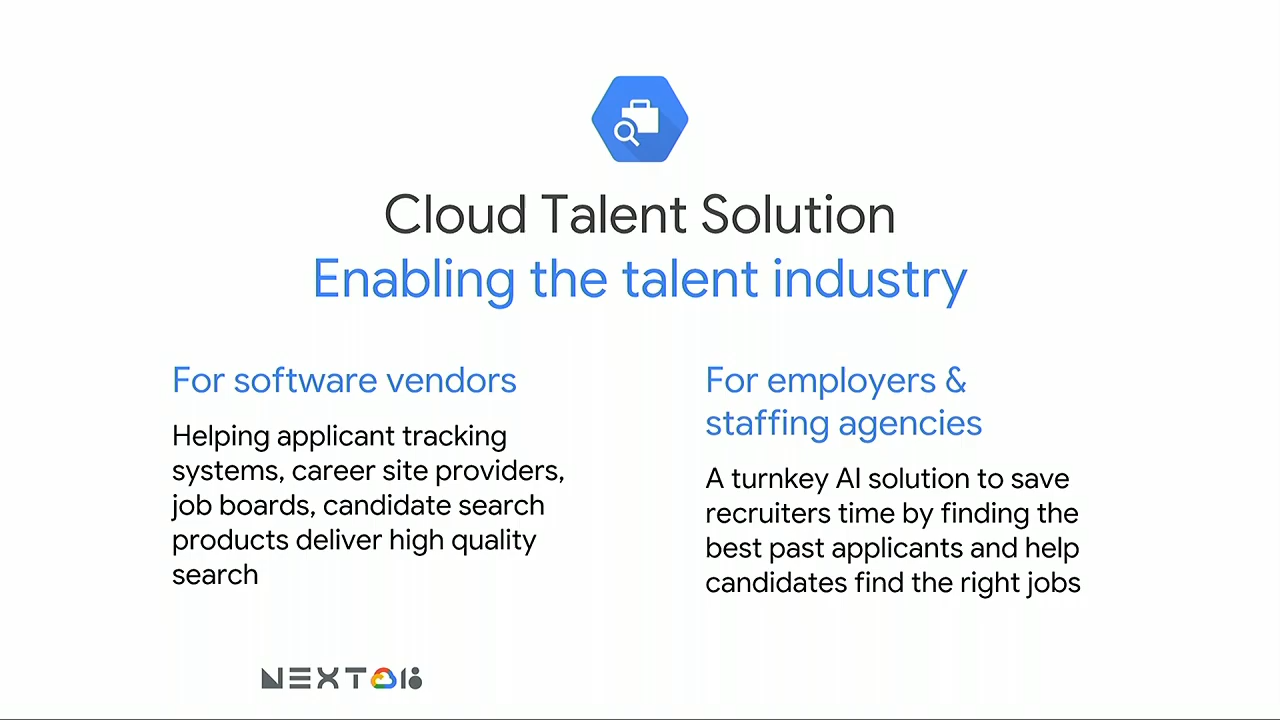 Cloud Talent Solution
Enabling the talent industry
For software vendors
Helping applicant tracking
systems, career site providers,
job boards, candidate search
products deliver high quality
search
For employers &
staffing agencies
A turnkey AI solution to save
recruiters time by finding the
best past applicants and help
candidates find the right jobs
NEXT 18